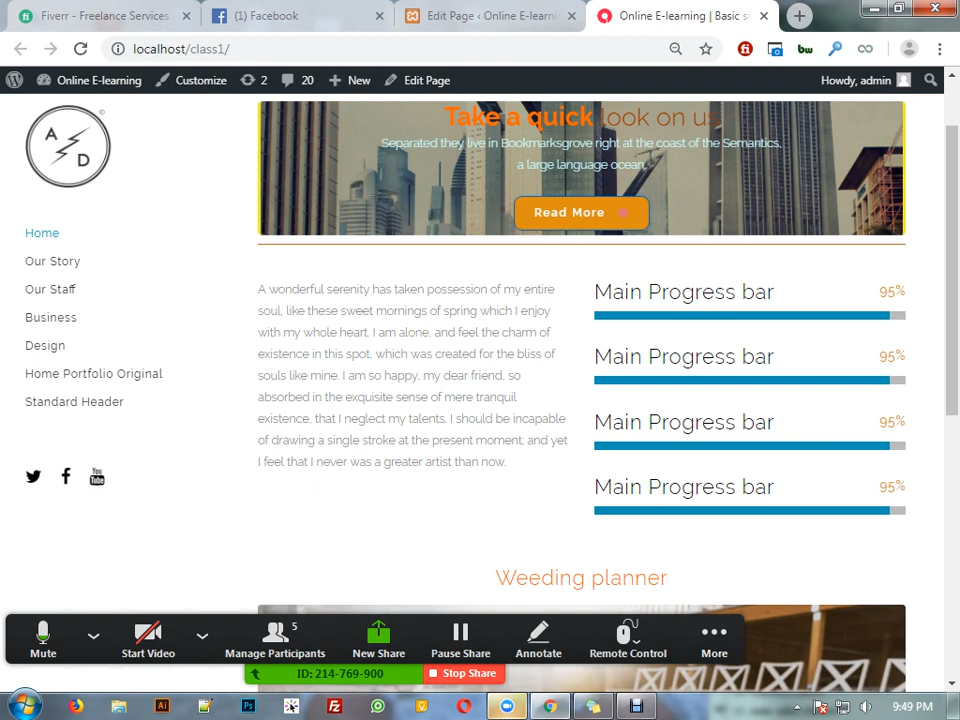 Fiverr - Freelance Services
(1) Facebook
Edit Page ‹ Online E-learnin
Online E-learning | Basic si
localhost/class1/
bw
Online E-learning
Customize
2
20
New
Edit Page
Howdy, admin
A D
Home
Our Story
Our Staff
Business
Design
Home Portfolio Original
Standard Header
You
Tube
Take a quick look on us
Separated they live in Bookmarksgrove right at the coast of the Semantics,
a large language ocean.
Read More
A wonderful serenity has taken possession of my entire
soul, like these sweet mornings of spring which I enjoy
with my whole heart. I am alone, and feel the charm of
existence in this spot, which was created for the bliss of
souls like mine. I am so happy, my dear friend, so
absorbed in the exquisite sense of mere tranquil
existence, that I neglect my talents. I should be incapable
of drawing a single stroke at the present moment; and yet
I feel that I never was a greater artist than now.
Main Progress bar 95%
Main Progress bar 95%
Main Progress bar 95%
Main Progress bar 95%
Weeding planner
Mute
Start Video
5
Manage Participants
New Share
Pause Share
Annotate
Remote Control
More
ID: 214-769-900
Stop Share
Ai
Ps
Fz
9:49 PM